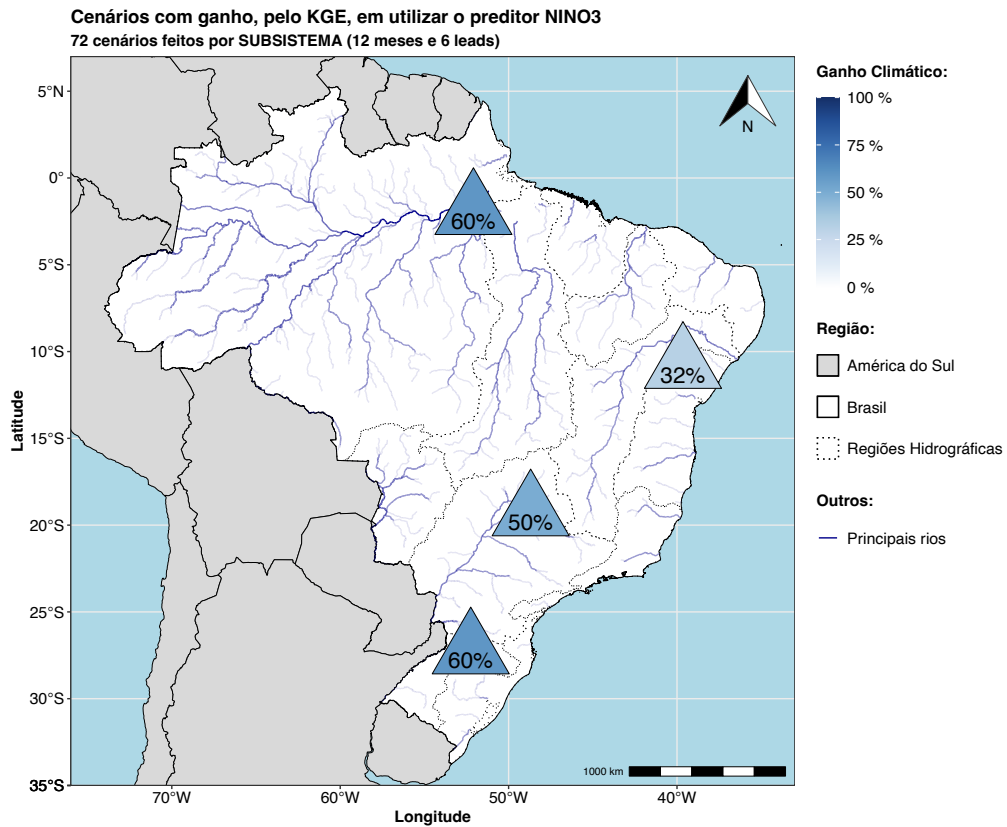 Cenários com ganho, pelo KGE, em utilizar o preditor NINO3
72 cenários feitos por SUBSISTEMA (12 meses e 6 leads)
5°N
0°
5°S
10°S
15°S
20°S
25°S
30°S
35°S
Latitude
70°W
60°W
50°W
40°W
Longitude
N
60%
32%
50%
60%
1000 km
Ganho Climático:
100 %
75 %
50 %
25 %
0 %
Região:
América do Sul
Brasil
Regiões Hidrográficas
Outros:
Principais rios